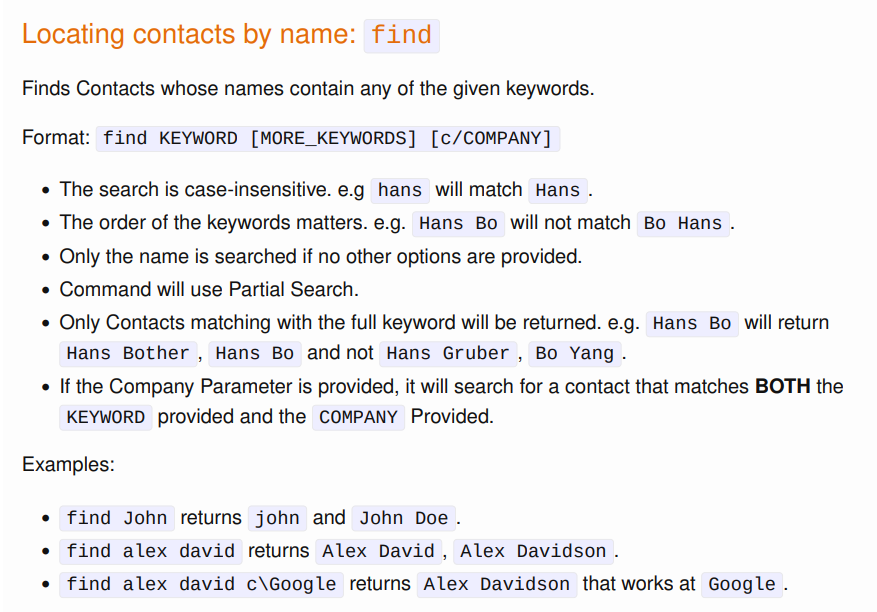 Locating contacts by name: find
Finds Contacts whose names contain any of the given keywords.
Format: find KEYWORD [MORE_KEYWORDS] [c/COMPANY]
• The search is case-insensitive. e.g hans will match Hans.
• The order of the keywords matters. e.g. Hans Bo will not match Bo Hans.
• Only the name is searched if no other options are provided.
• Command will use Partial Search.
• Only Contacts matching with the full keyword will be returned. e.g. Hans Bo will return
Hans Bother, Hans Bo and not Hans Gruber, Bo Yang.
• If the Company Parameter is provided, it will search for a contact that matches BOTH the
KEYWORD provided and the COMPANY Provided.
Examples:
• find John returns john and John Doe.
• find alex david returns Alex David, Alex Davidson.
• find alex david c\Google returns Alex Davidson that works at Google.